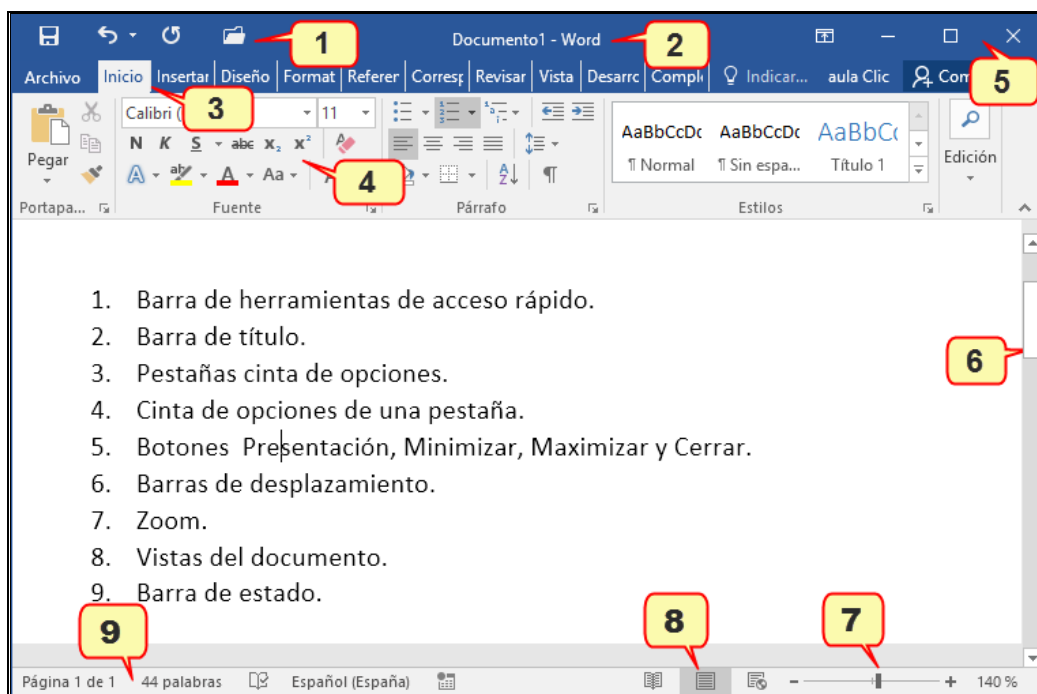 1
Documento1 - Word
2
5
Archivo Inicio Insertar Diseño Format Referer Corresp Revisar Vista Desarrc Comple Indicar... aula Clic Com
3
Calibri ( 11
N K S abc x₂ x²
Pegar
A aby A Aa A
4
AaBbCcDc AaBbCcDc AaBbCc
¶ Normal ¶ Sin espa... Título 1
Edición
Portapa... Fuente Párrafo Estilos
1. Barra de herramientas de acceso rápido.
2. Barra de título.
3. Pestañas cinta de opciones.
4. Cinta de opciones de una pestaña.
5. Botones Presentación, Minimizar, Maximizar y Cerrar.
6. Barras de desplazamiento.
7. Zoom.
8. Vistas del documento.
9. Barra de estado.
6
9
8
7
Página 1 de 1 44 palabras Español (España) 140 %